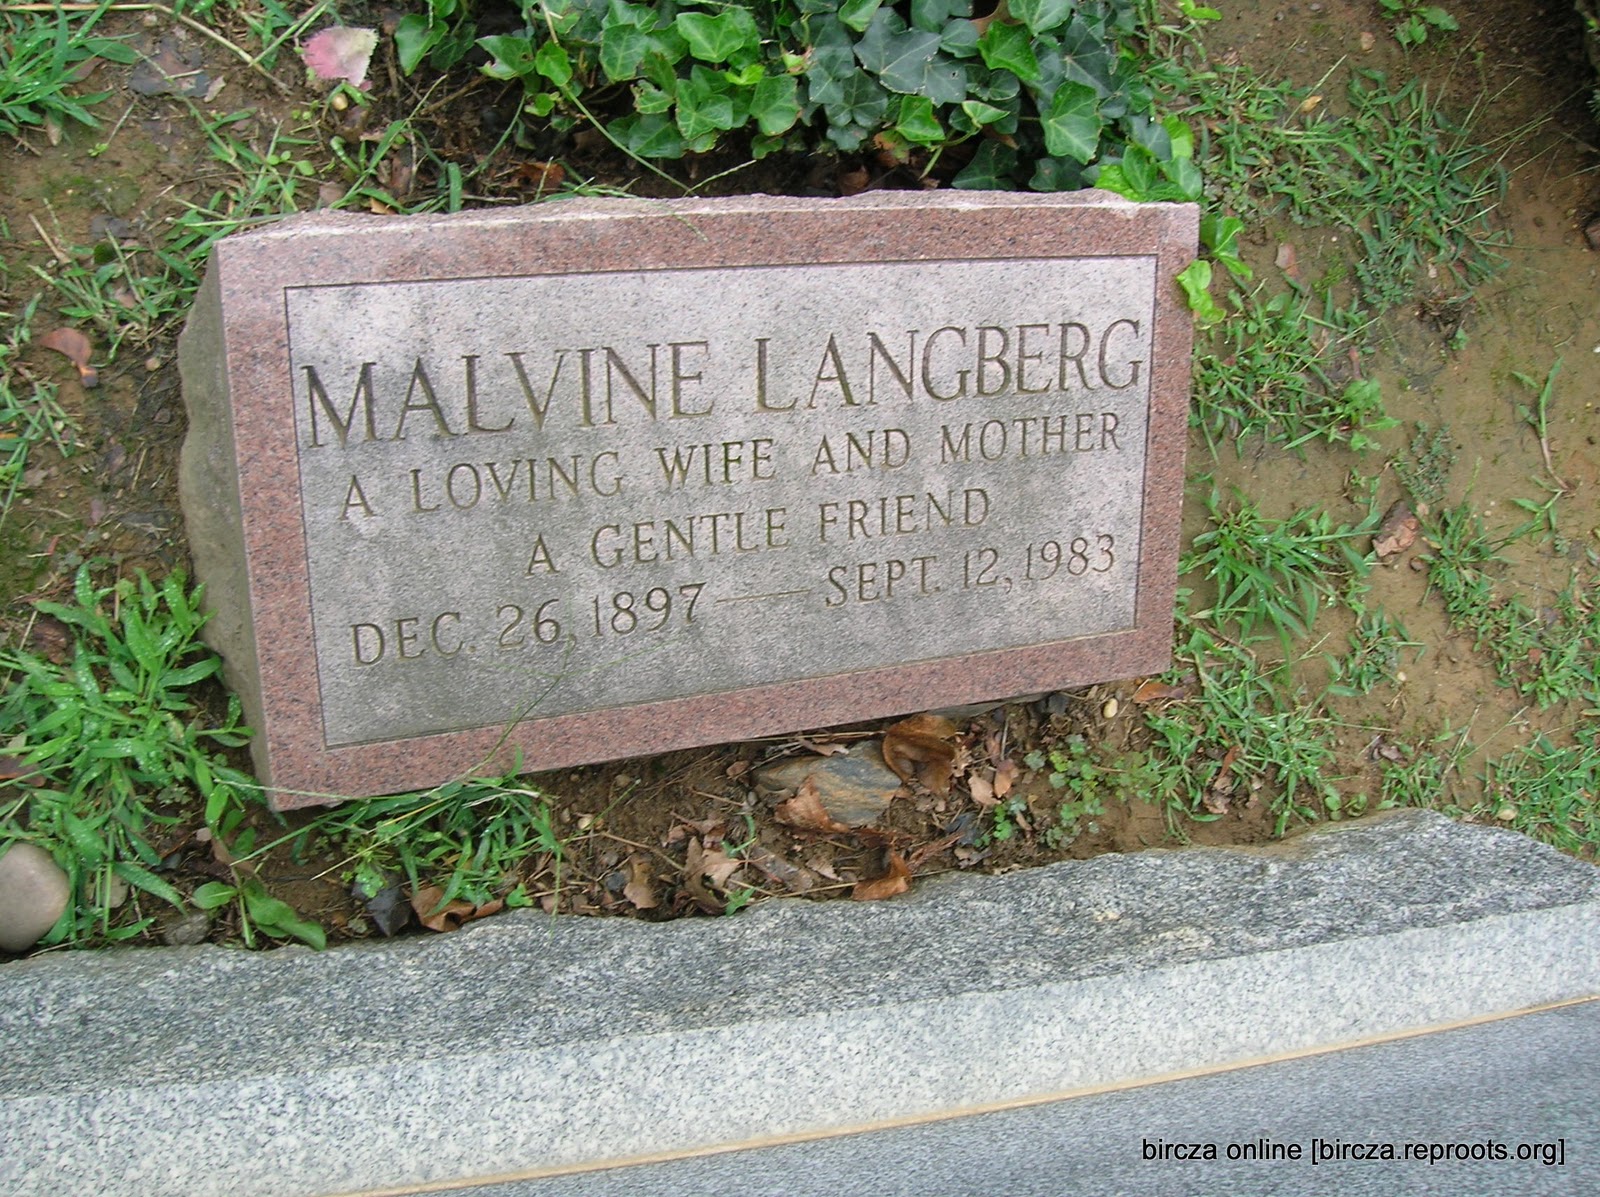 MALVINE LANGBERG
A LOVING WIFE AND MOTHER
A GENTLE FRIEND
DEC. 26, 1897 — SEPT. 12, 1983
bircza online [bircza.reproots.org]